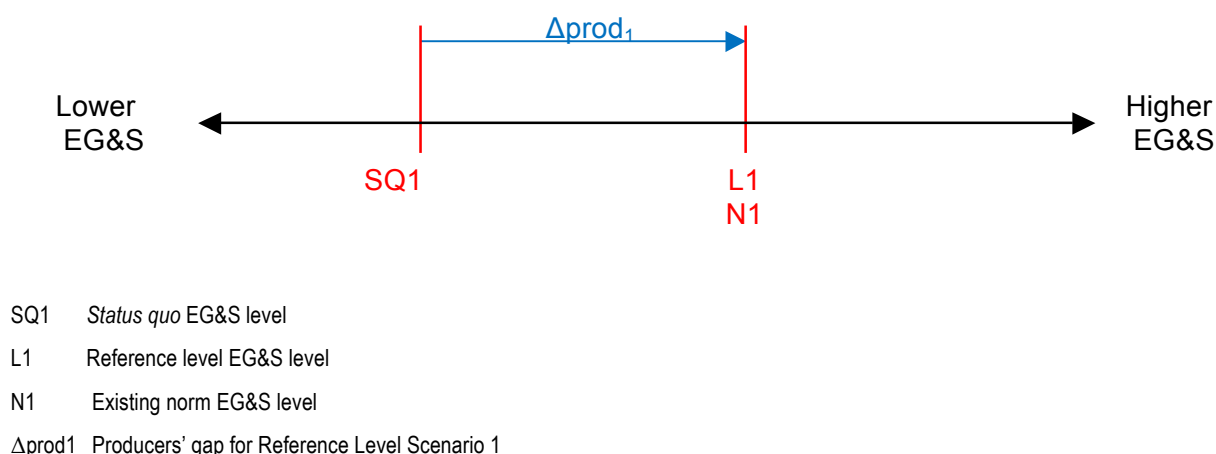 Δprod₁
Lower
EG&S
Higher
EG&S
SQ1
L1
N1
SQ1 Status quo EG&S level
L1 Reference level EG&S level
N1 Existing norm EG&S level
Δprod1 Producers' gap for Reference Level Scenario 1